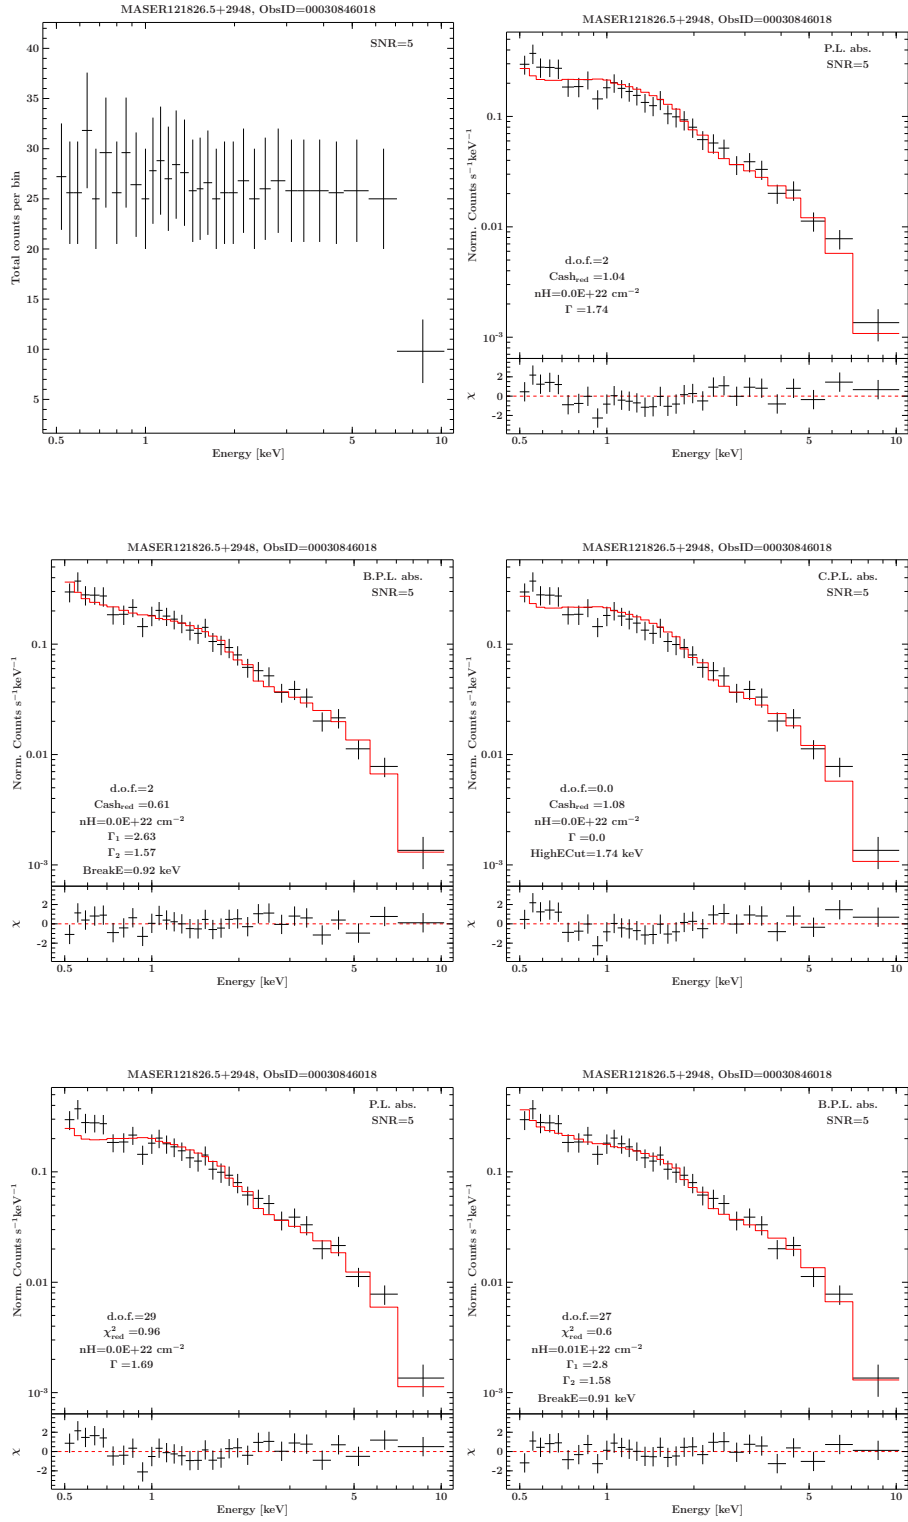 MASER121826.5+2948, ObsID=00030846018
SNR=5
Total counts per bin
40
35
30
25
20
15
10
5
0.5 1 5 10
Energy [keV]
MASER121826.5+2948, ObsID=00030846018
P.L. abs.
SNR=5
Norm. Counts s⁻¹keV⁻¹
0.1
0.01
10⁻³
d.o.f.=2
Cash_red =1.04
nH=0.0E+22 cm⁻²
Γ =1.74
χ
2
0
-2
0.5 1 5 10
Energy [keV]
MASER121826.5+2948, ObsID=00030846018
B.P.L. abs.
SNR=5
Norm. Counts s⁻¹keV⁻¹
0.1
0.01
10⁻³
d.o.f.=2
Cash_red =0.61
nH=0.0E+22 cm⁻²
Γ₁ =2.63
Γ₂ =1.57
BreakE=0.92 keV
χ
2
0
-2
0.5 1 5 10
Energy [keV]
MASER121826.5+2948, ObsID=00030846018
C.P.L. abs.
SNR=5
Norm. Counts s⁻¹keV⁻¹
0.1
0.01
10⁻³
d.o.f.=0.0
Cash_red =1.08
nH=0.0E+22 cm⁻²
Γ =0.0
HighECut=1.74 keV
χ
2
0
-2
0.5 1 5 10
Energy [keV]
MASER121826.5+2948, ObsID=00030846018
P.L. abs.
SNR=5
Norm. Counts s⁻¹keV⁻¹
0.1
0.01
10⁻³
d.o.f.=29
χ²_red =0.96
nH=0.0E+22 cm⁻²
Γ =1.69
χ
2
0
-2
0.5 1 5 10
Energy [keV]
MASER121826.5+2948, ObsID=00030846018
B.P.L. abs.
SNR=5
Norm. Counts s⁻¹keV⁻¹
0.1
0.01
10⁻³
d.o.f.=27
χ²_red =0.6
nH=0.01E+22 cm⁻²
Γ₁ =2.8
Γ₂ =1.58
BreakE=0.91 keV
χ
2
0
-2
0.5 1 5 10
Energy [keV]